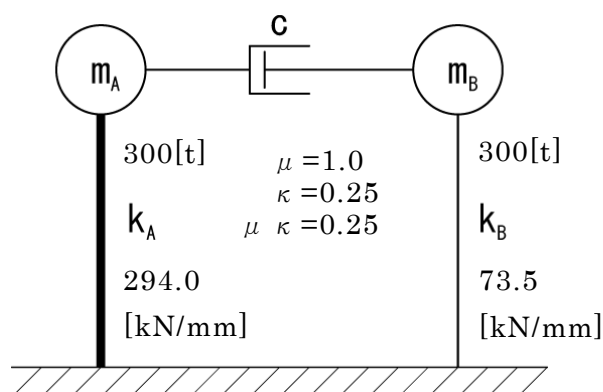 c
m_A
m_B
300[t]
μ=1.0
κ=0.25
μ κ=0.25
300[t]
k_A
k_B
294.0
[kN/mm]
73.5
[kN/mm]